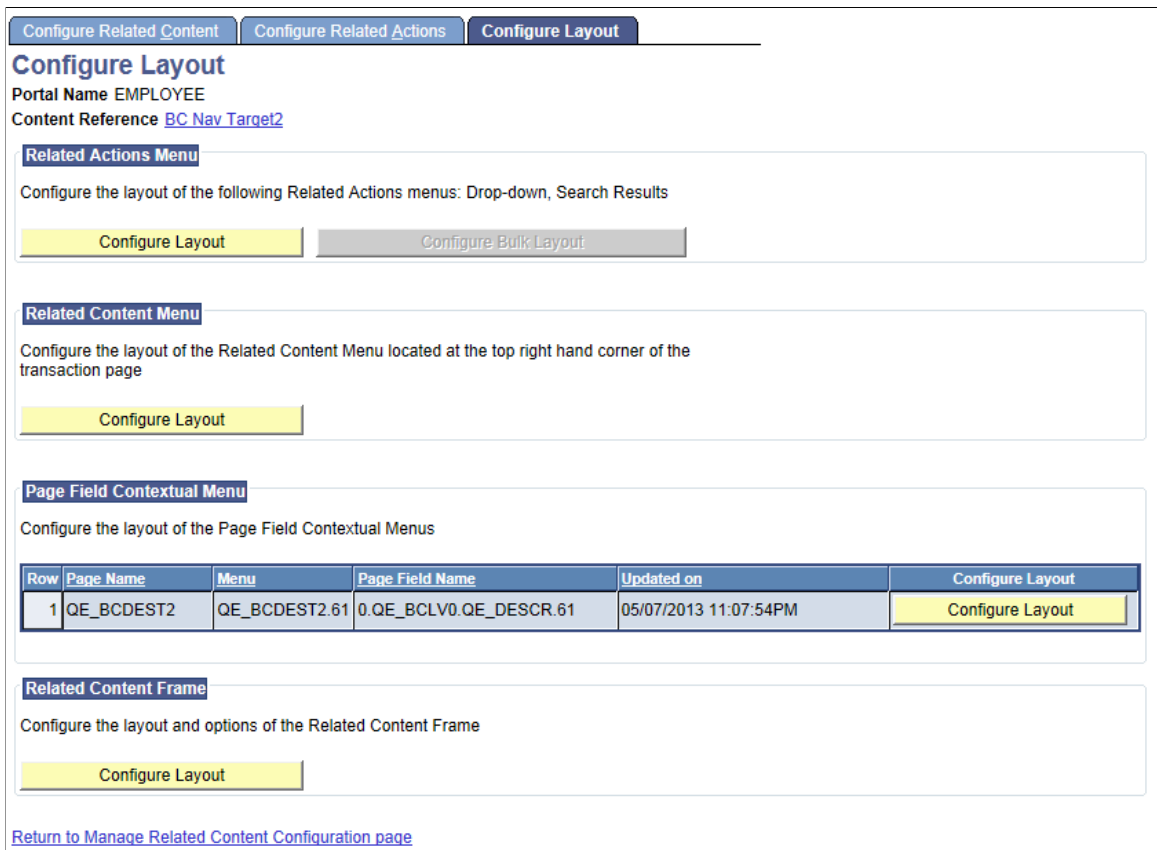 Configure Related Content Configure Related Actions Configure Layout
Configure Layout
Portal Name EMPLOYEE
Content Reference BC Nav Target2
Related Actions Menu
Configure the layout of the following Related Actions menus: Drop-down, Search Results
Configure Layout Configure Bulk Layout
Related Content Menu
Configure the layout of the Related Content Menu located at the top right hand corner of the
transaction page
Configure Layout
Page Field Contextual Menu
Configure the layout of the Page Field Contextual Menus
Row Page Name Menu Page Field Name Updated on Configure Layout
1 QE_BCDEST2 QE_BCDEST2.61 0.QE_BCLV0.QE_DESCR.61 05/07/2013 11:07:54PM Configure Layout
Related Content Frame
Configure the layout and options of the Related Content Frame
Configure Layout
Return to Manage Related Content Configuration page